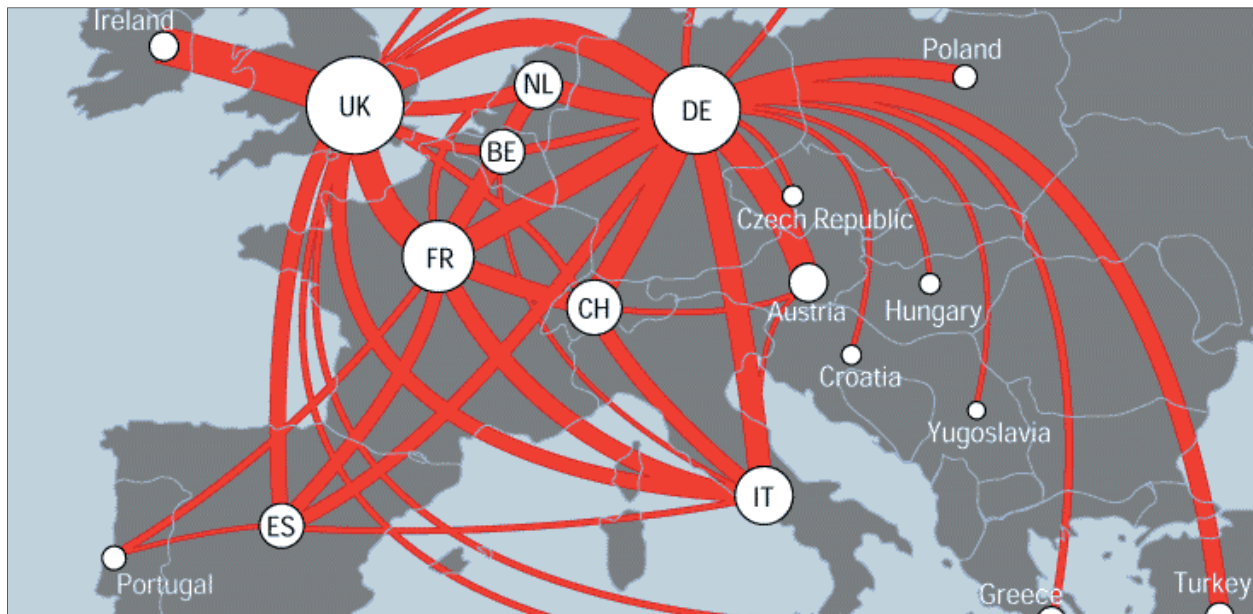 Ireland
Poland
UK
NL
DE
BE
Czech Republic
FR
CH
Austria
Hungary
Croatia
Yugoslavia
IT
ES
Portugal
Greece
Turkey